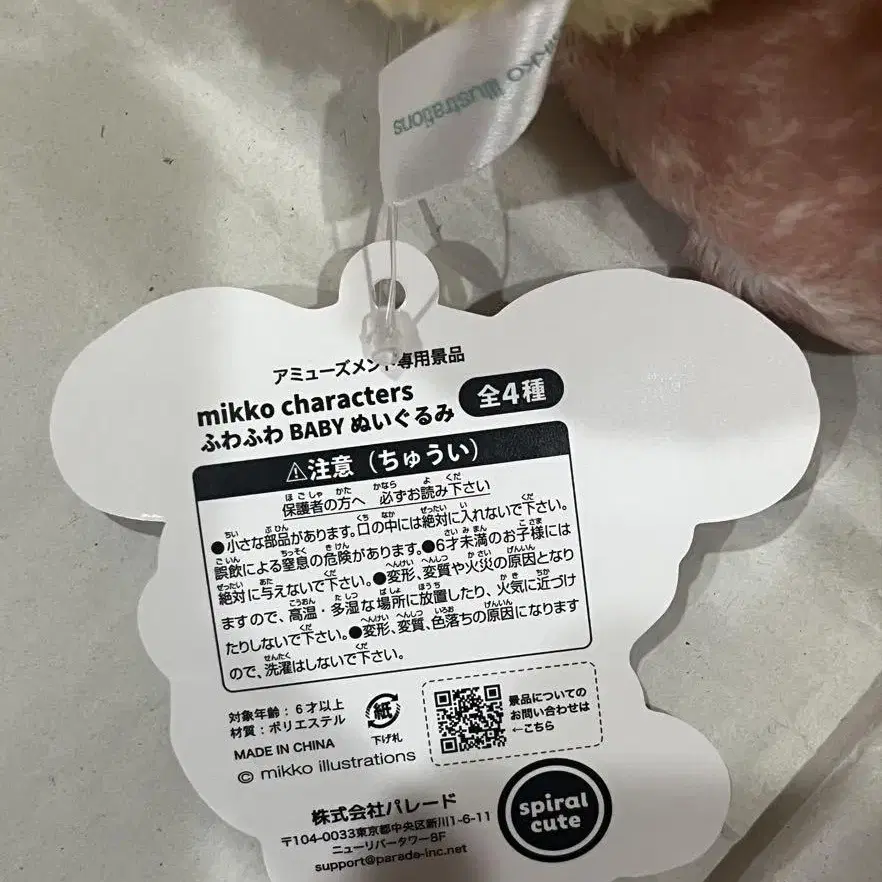 mikko illustrations
アミューズメント専用景品
mikko characters
ふわふわ BABY ぬいぐるみ
全4種
⚠注意（ちゅうい）
保護者の方へ 必ずお読み下さい
●小さな部品があります。口の中には絶対に入れないで下さい。
誤飲による窒息の危険があります。●6才未満のお子様には
絶対に与えないで下さい。●変形、変質や火災の原因となり
ますので、高温・多湿な場所に放置したり、火気に近づけ
たりしないで下さい。●変形、変質、色落ちの原因になります
ので、洗濯はしないで下さい。
対象年齢：6才以上
材質：ポリエステル
MADE IN CHINA
紙
下げ札
景品についての
お問い合わせは
←こちら
© mikko illustrations
株式会社パレード
〒104-0033東京都中央区新川1-6-11
ニューリバータワー8F
support@parade-inc.net
spiral
cute